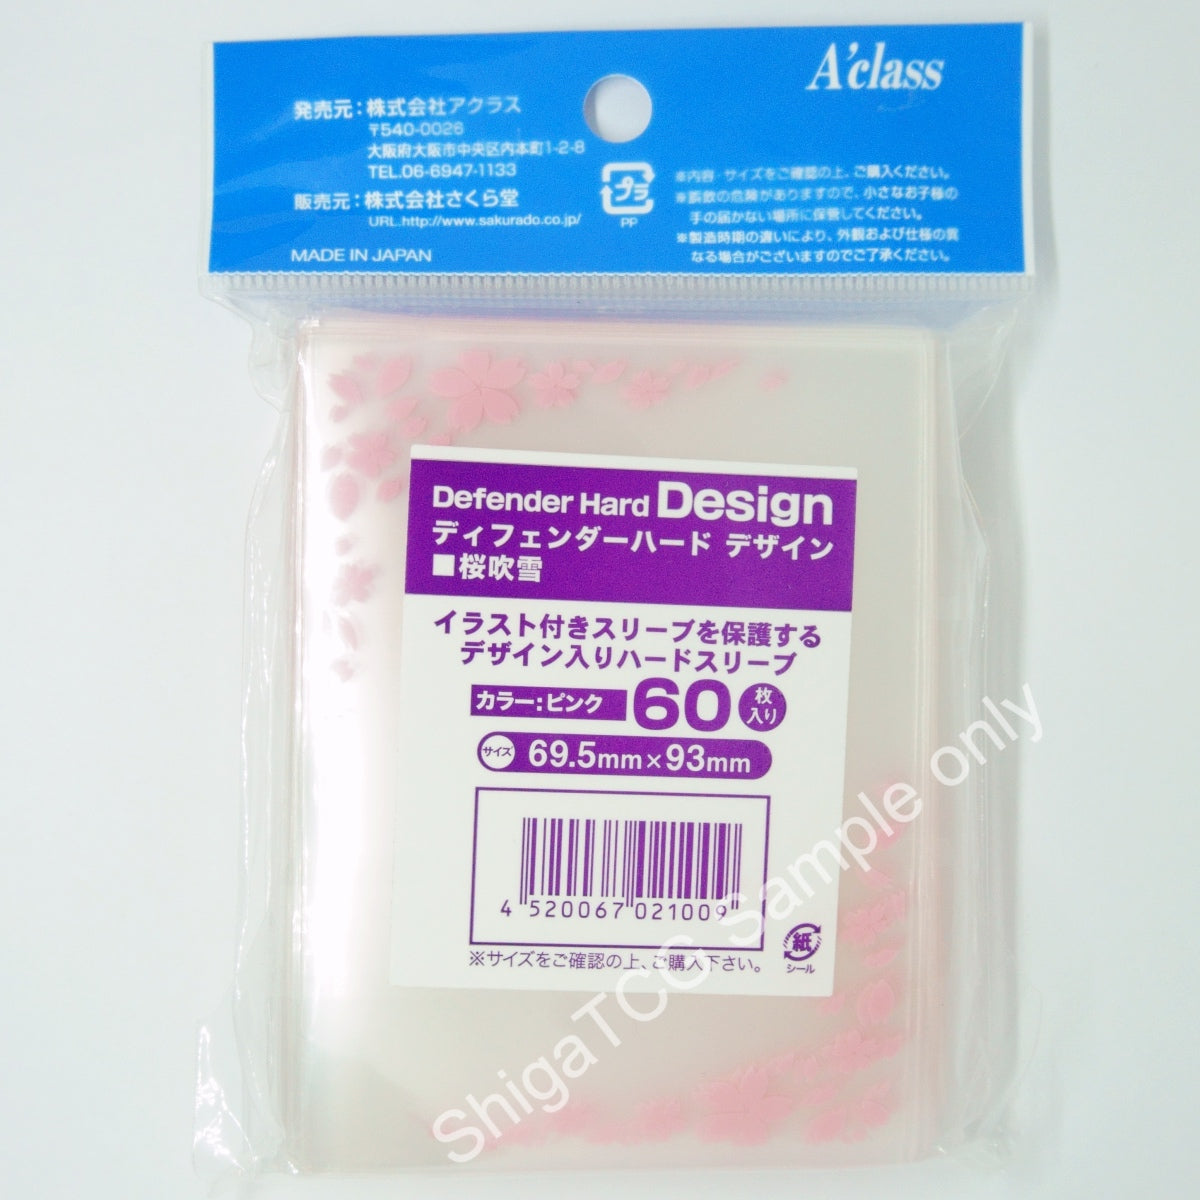 A'class
発売元：株式会社アクラス
〒540-0026
大阪府大阪市中央区内本町1-2-8
TEL.06-6947-1133
販売元：株式会社さくら堂
URL.http://www.sakurado.co.jp/
MADE IN JAPAN
プラ
PP
※内容・サイズをご確認の上、ご購入ください。
※誤飲の危険がありますので、小さなお子様の
手の届かない場所に保管してください。
※製造時期の違いにより、外観および仕様の異
なる場合がございますのでご了承ください。
Defender Hard Design
ディフェンダーハード デザイン
■桜吹雪
イラスト付きスリーブを保護する
デザイン入りハードスリーブ
カラー：ピンク 60枚入り
サイズ 69.5mm×93mm
4 520067 021009
※サイズをご確認の上、ご購入下さい。
紙
シール
ShigaTCG Sample only